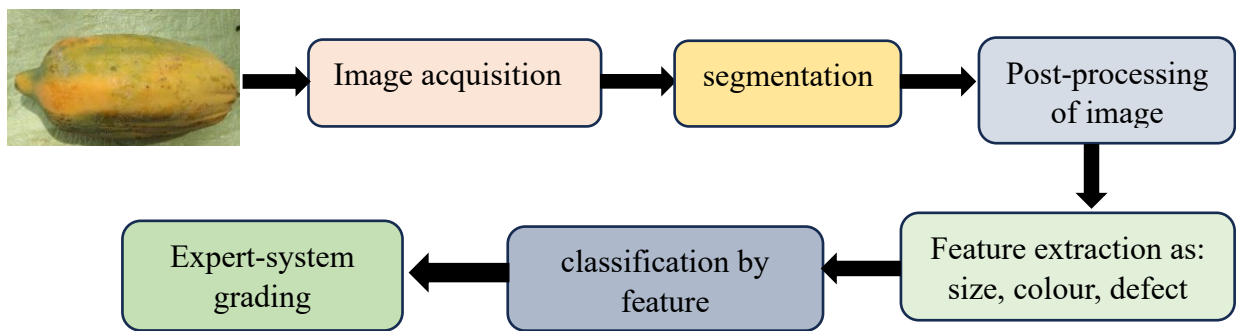 Image acquisition
segmentation
Post-processing
of image
Feature extraction as:
size, colour, defect
classification by
feature
Expert-system
grading